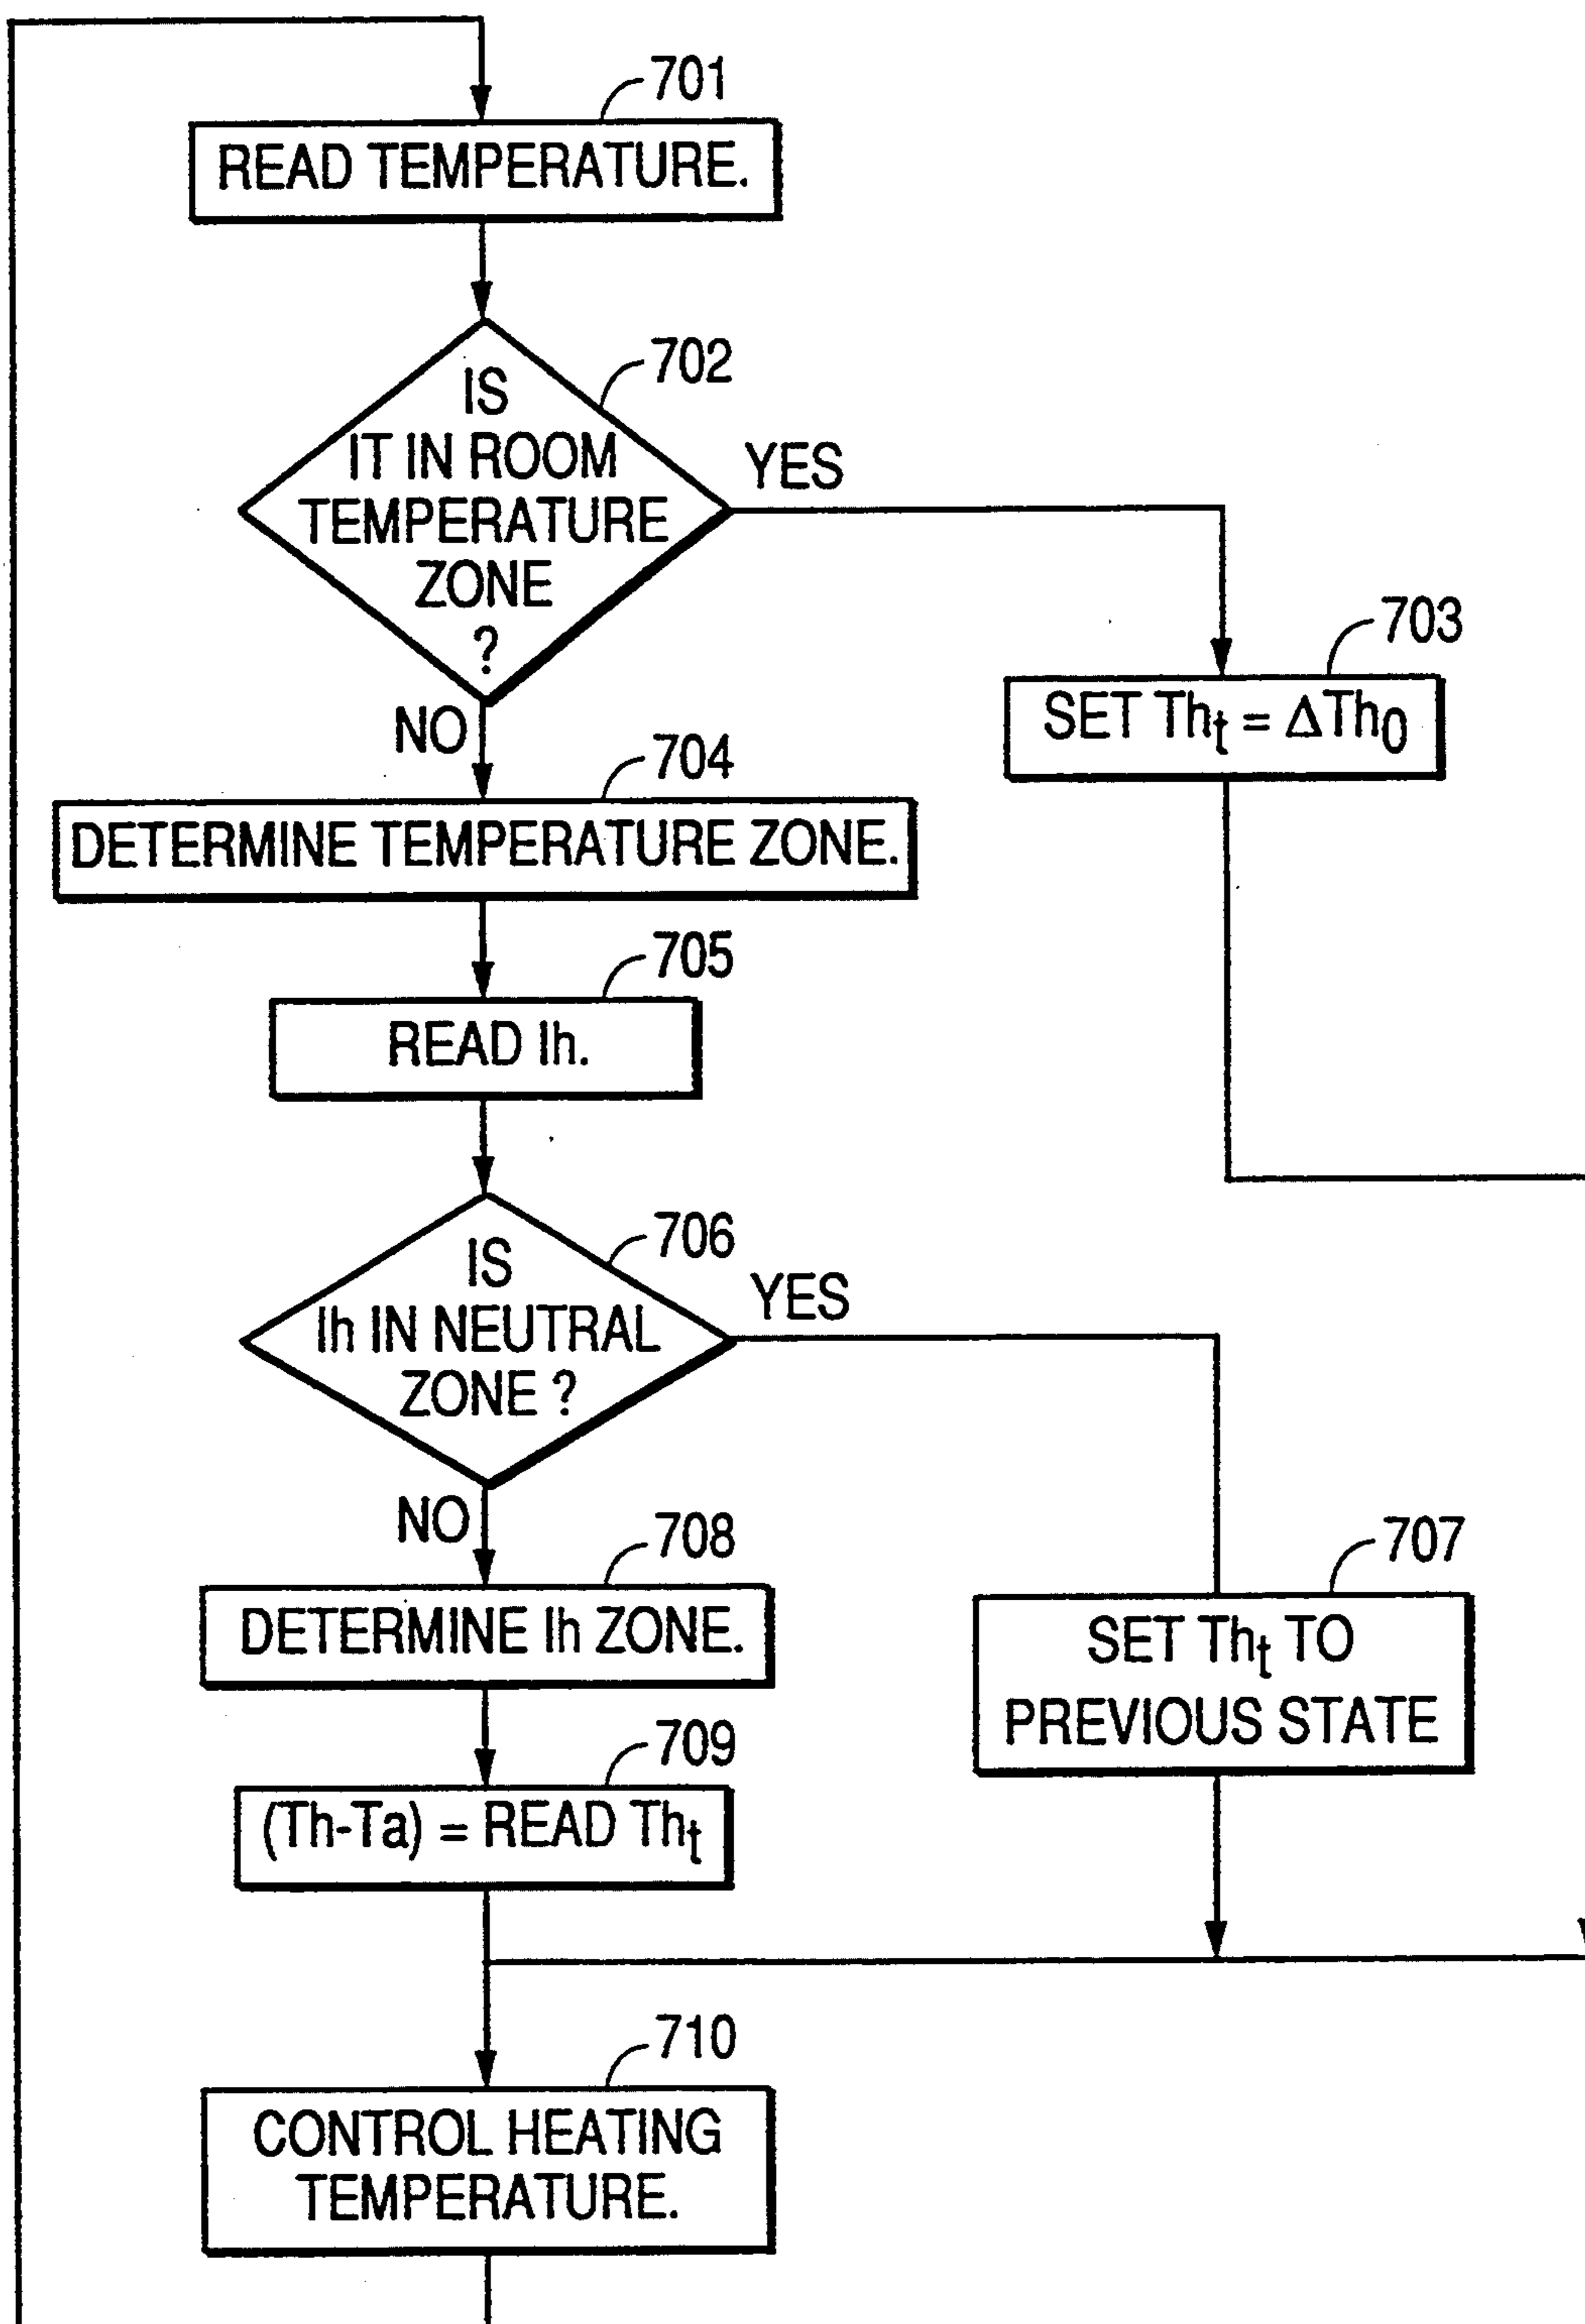 701
READ TEMPERATURE.
702
IS
IT IN ROOM
TEMPERATURE
ZONE
?
YES
NO
703
SET Tht = ΔTh0
704
DETERMINE TEMPERATURE ZONE.
705
READ Ih.
706
IS
Ih IN NEUTRAL
ZONE ?
YES
NO
707
SET Tht TO
PREVIOUS STATE
708
DETERMINE Ih ZONE.
709
(Th-Ta) = READ Tht
710
CONTROL HEATING
TEMPERATURE.